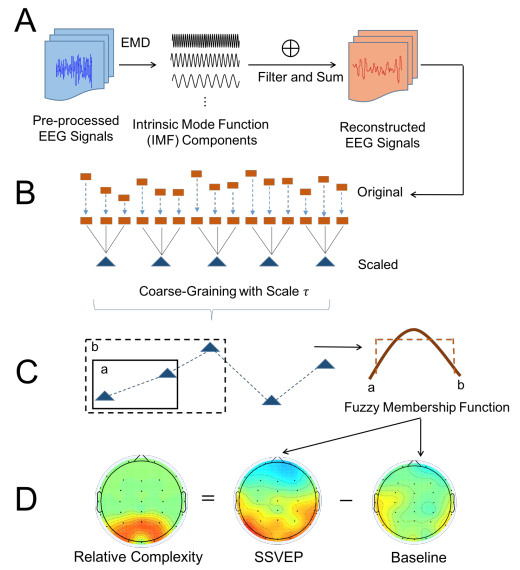 A
EMD
Filter and Sum
Pre-processed
EEG Signals
Intrinsic Mode Function
(IMF) Components
Reconstructed
EEG Signals
B
Original
Scaled
Coarse-Graining with Scale τ
C
b
a
a
b
Fuzzy Membership Function
D
=
−
Relative Complexity
SSVEP
Baseline